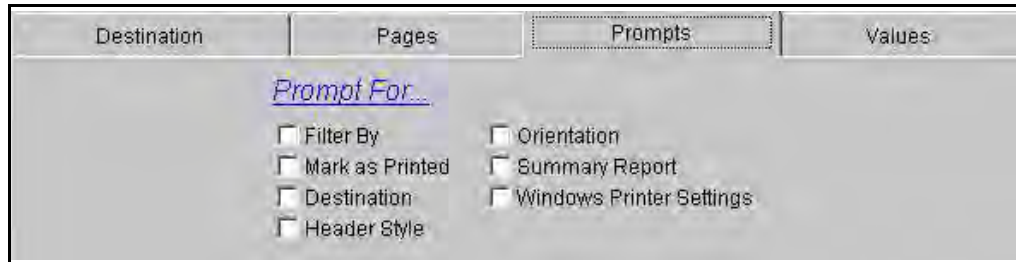 Destination Pages Prompts Values
Prompt For...
Filter By Orientation
Mark as Printed Summary Report
Destination Windows Printer Settings
Header Style